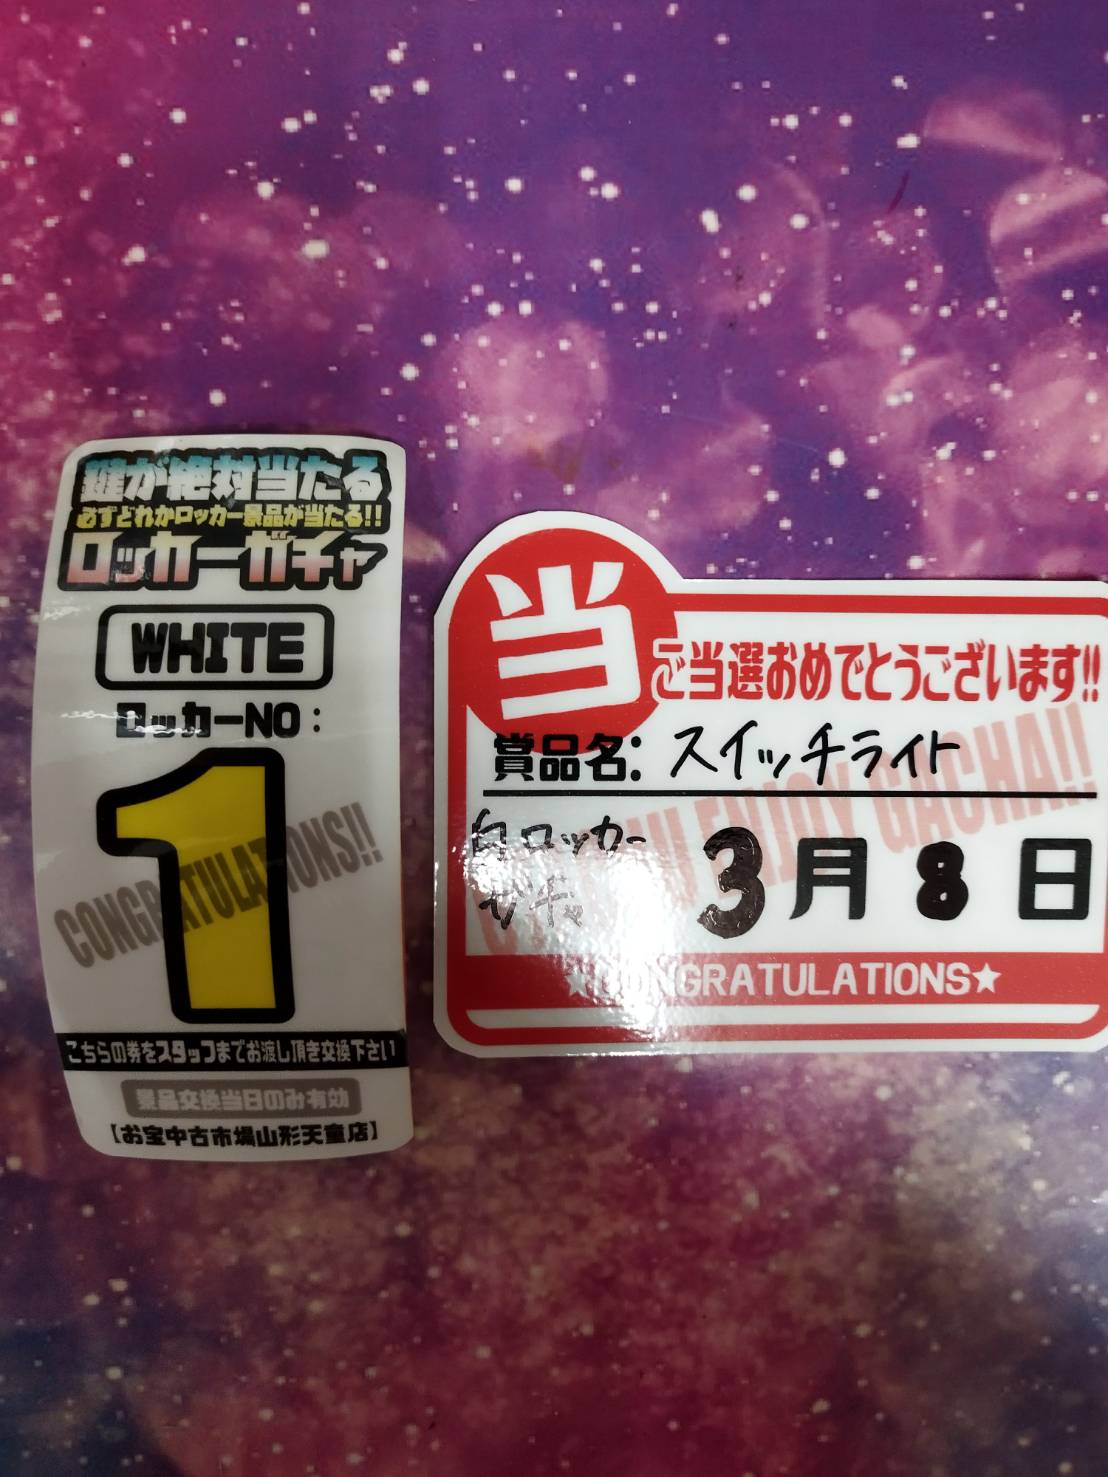 鍵が絶対当たる
必ずどれかロッカー景品が当たる!!
ロッカーガチャ
WHITE
ロッカーNO：
1
CONGRATULATIONS!!
こちらの券をスタッフまでお渡し頂き交換下さい
景品交換当日のみ有効
【お宝中古市場山形天童店】
当
ご当選おめでとうございます!!
賞品名：スイッチライト
白ロッカー
ガチャ
3月8日
ENJOY GACHA!!
★CONGRATULATIONS★